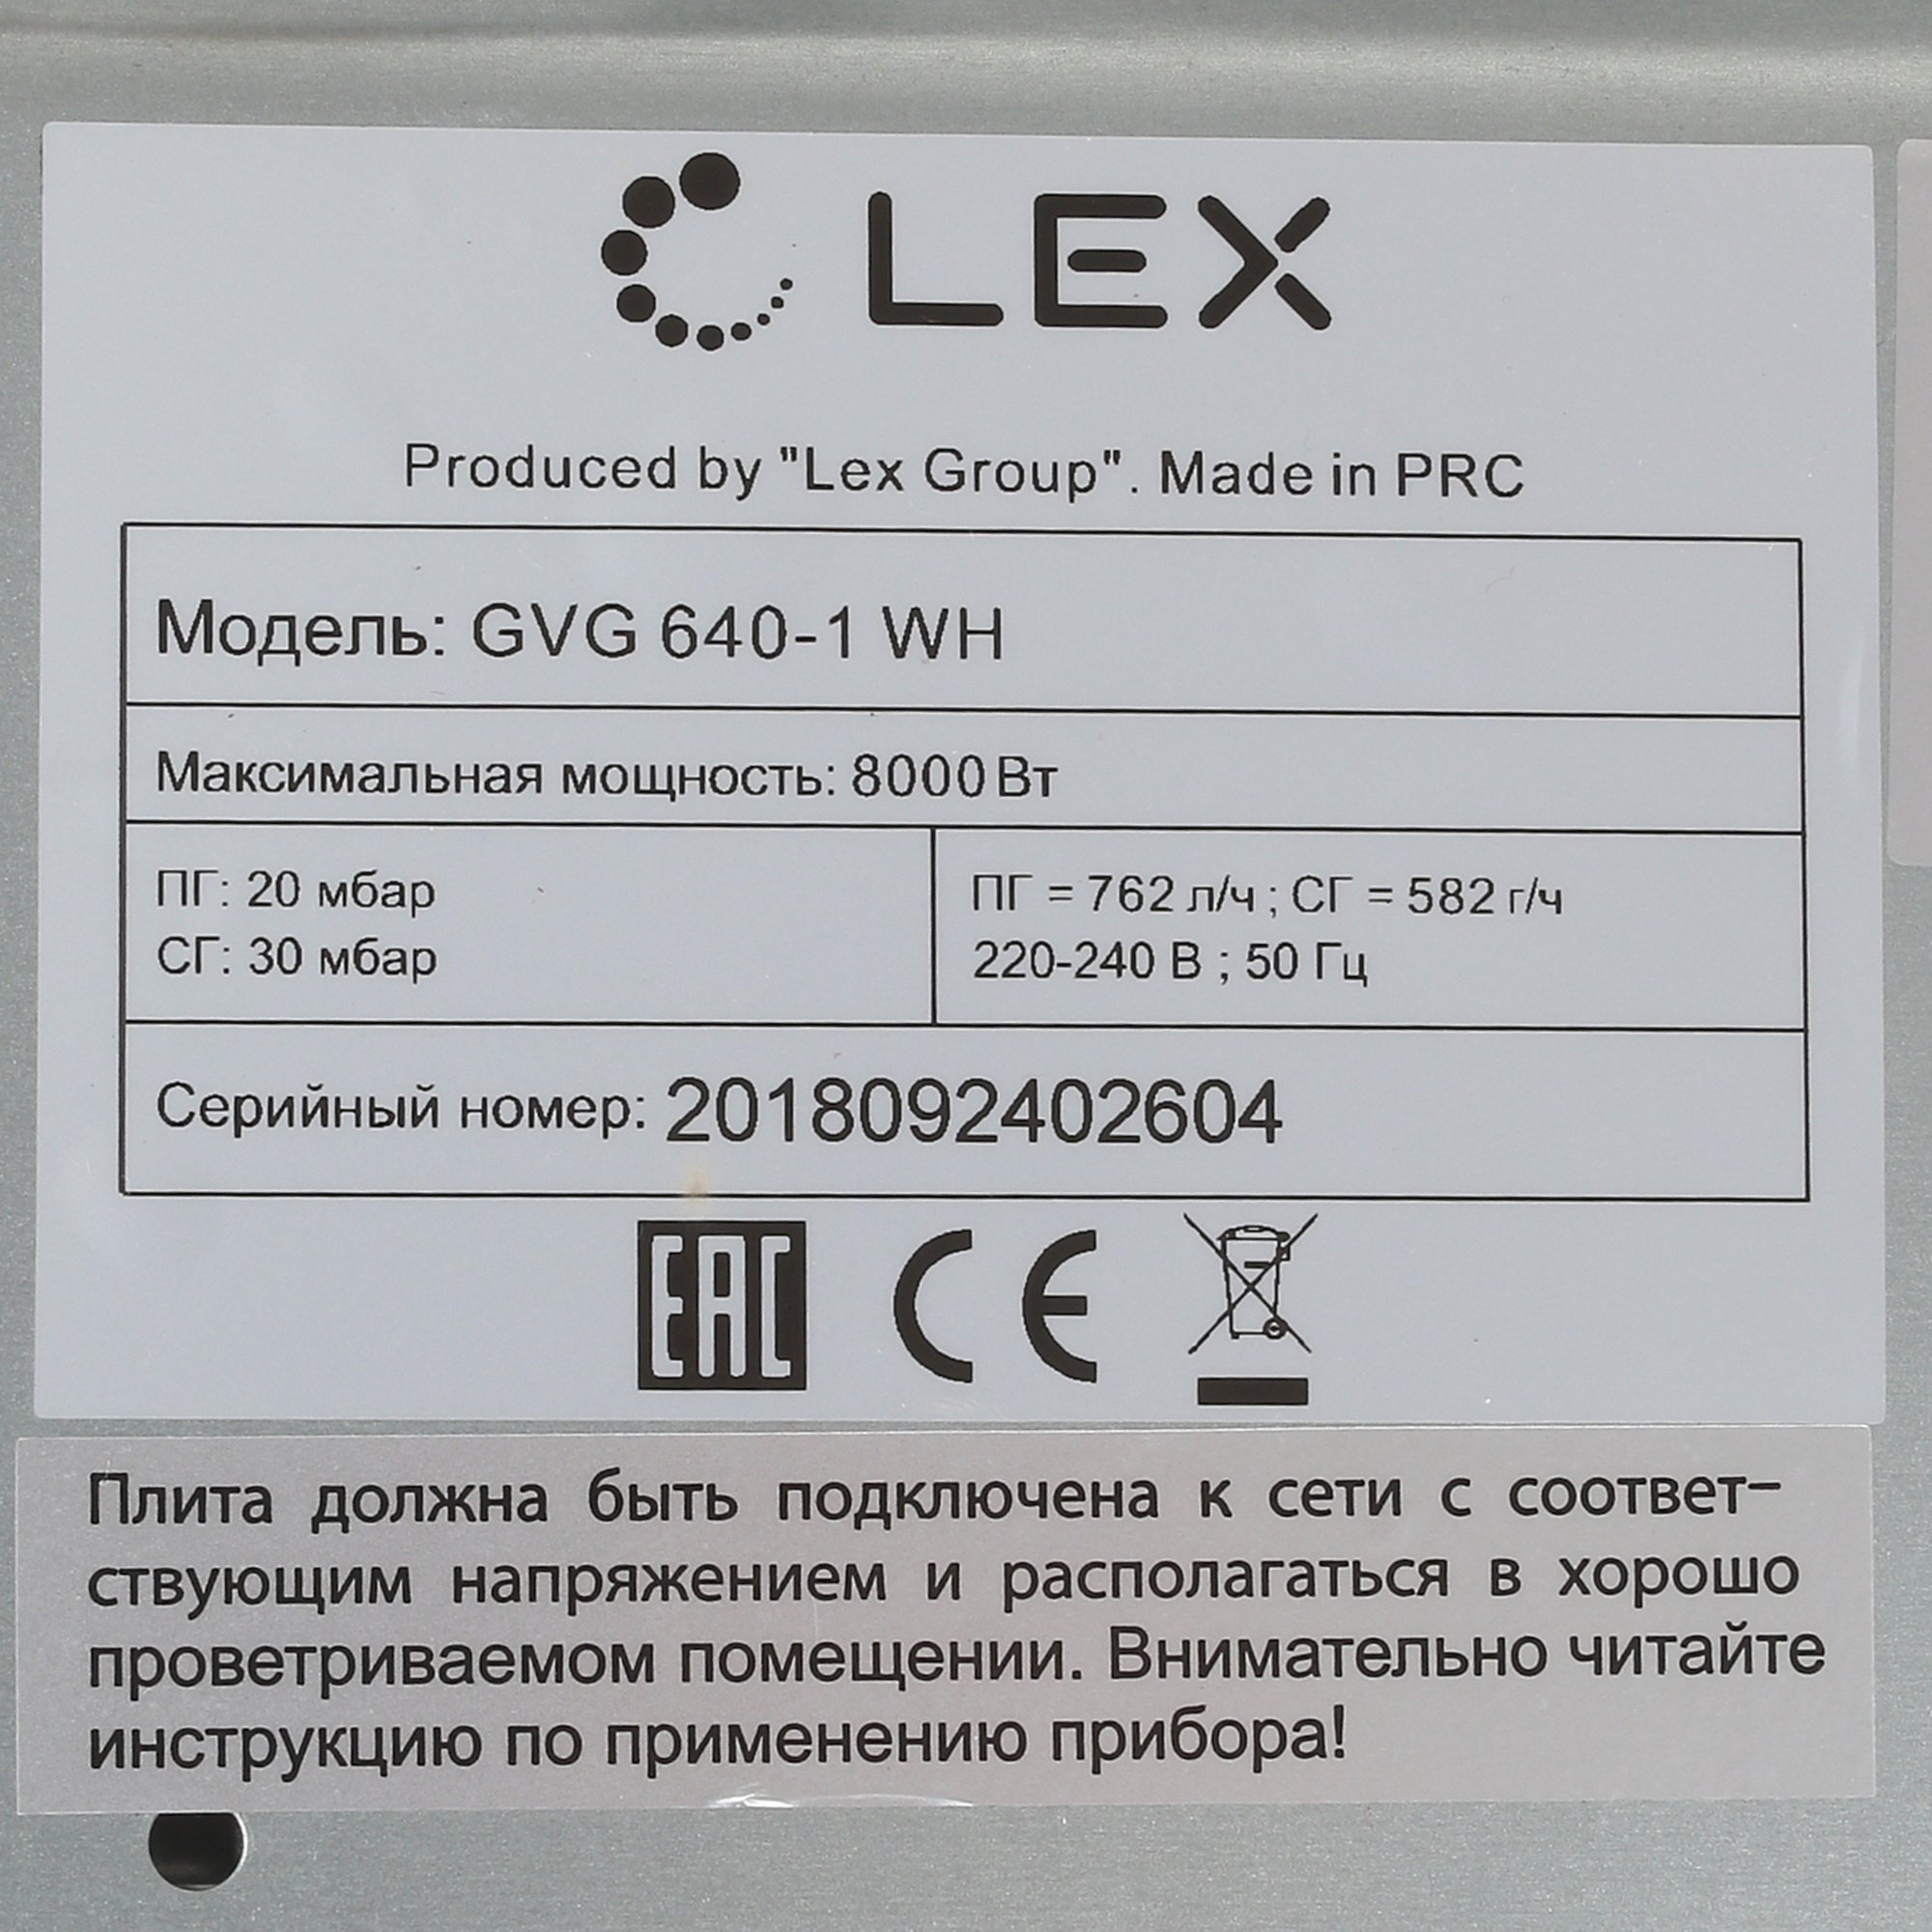 LEX
Produced by "Lex Group". Made in PRC
Модель: GVG 640-1 WH
Максимальная мощность: 8000 Вт
ПГ: 20 мбар
СГ: 30 мбар
ПГ = 762 л/ч ; СГ = 582 г/ч
220-240 В ; 50 Гц
Серийный номер: 2018092402604
EAC CE
Плита должна быть подключена к сети с соответ-
ствующим напряжением и располагаться в хорошо
проветриваемом помещении. Внимательно читайте
инструкцию по применению прибора!